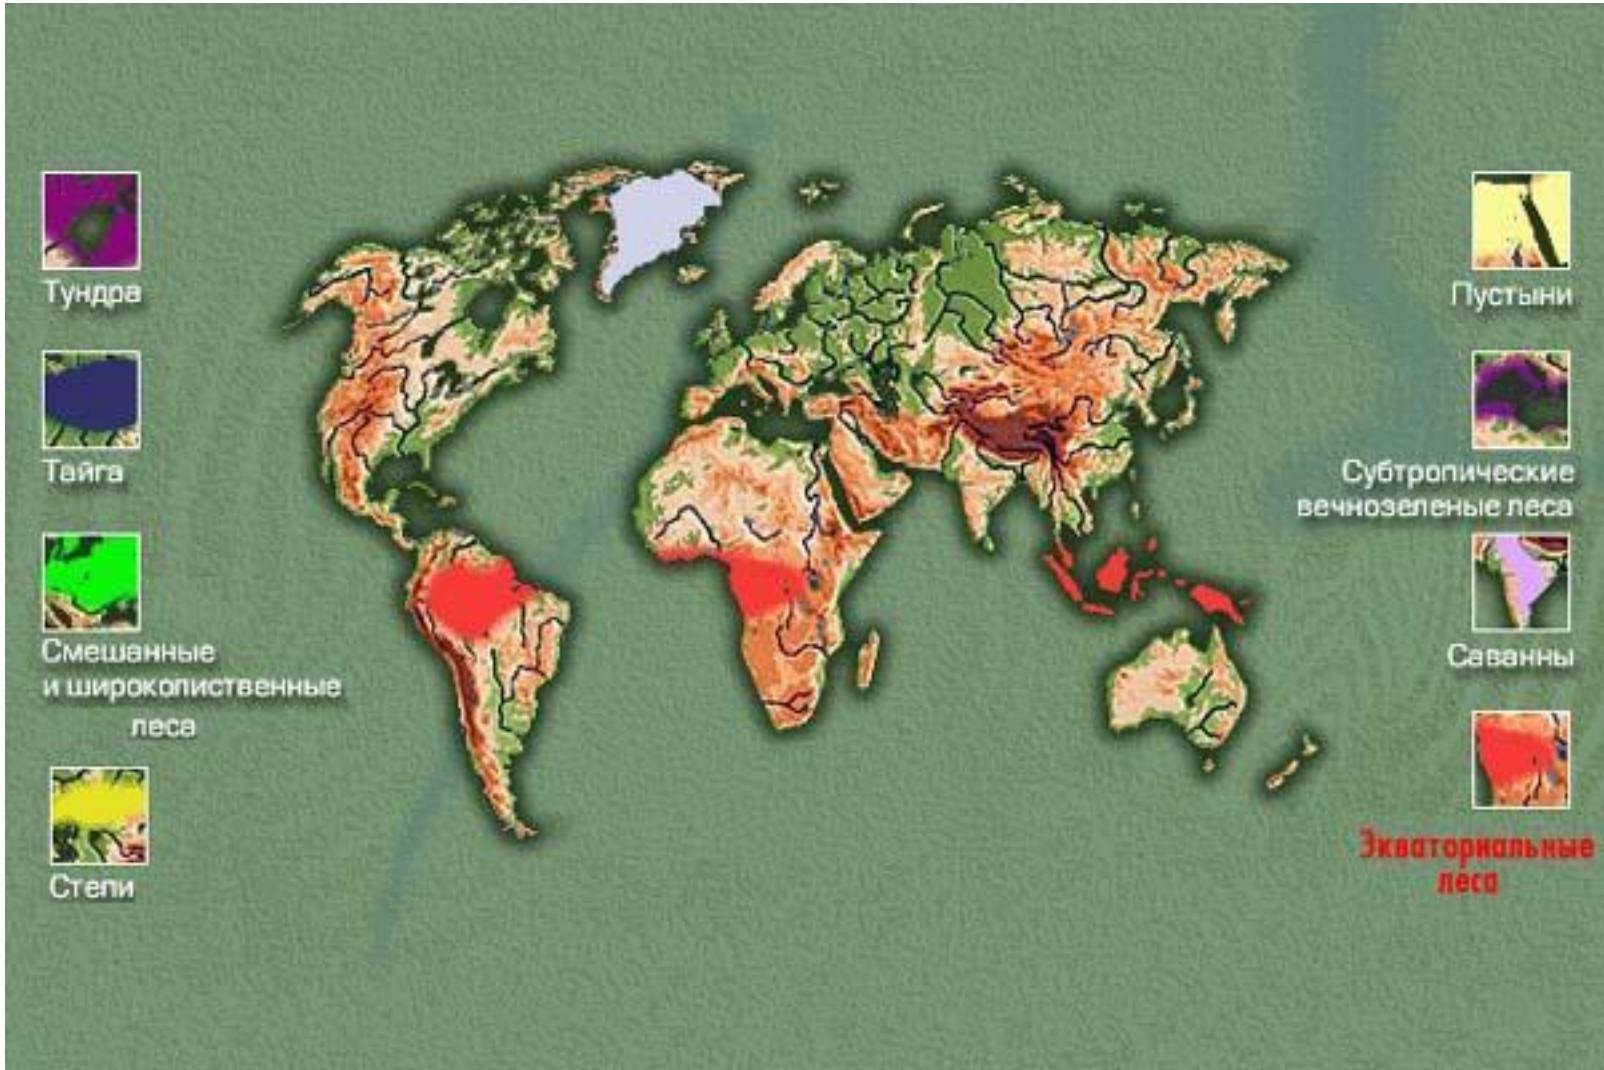 Тундра
Тайга
Смешанные
и широколиственные
леса
Степи
Пустыни
Субтропические
вечнозеленые леса
Саванны
Экваториальные
леса